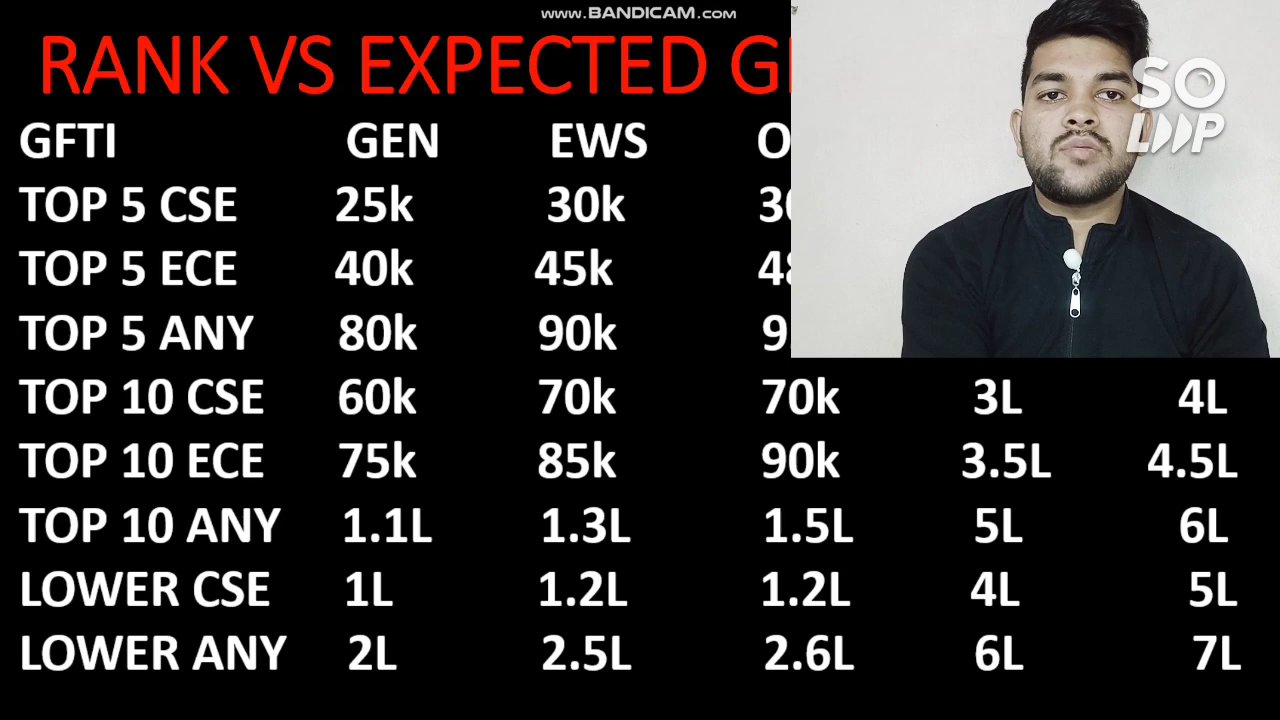 www.BANDICAM.com
RANK VS EXPECTED
SOLOOP
GFTI GEN EWS
TOP 5 CSE 25k 30k
TOP 5 ECE 40k 45k
TOP 5 ANY 80k 90k
TOP 10 CSE 60k 70k 70k 3L 4L
TOP 10 ECE 75k 85k 90k 3.5L 4.5L
TOP 10 ANY 1.1L 1.3L 1.5L 5L 6L
LOWER CSE 1L 1.2L 1.2L 4L 5L
LOWER ANY 2L 2.5L 2.6L 6L 7L